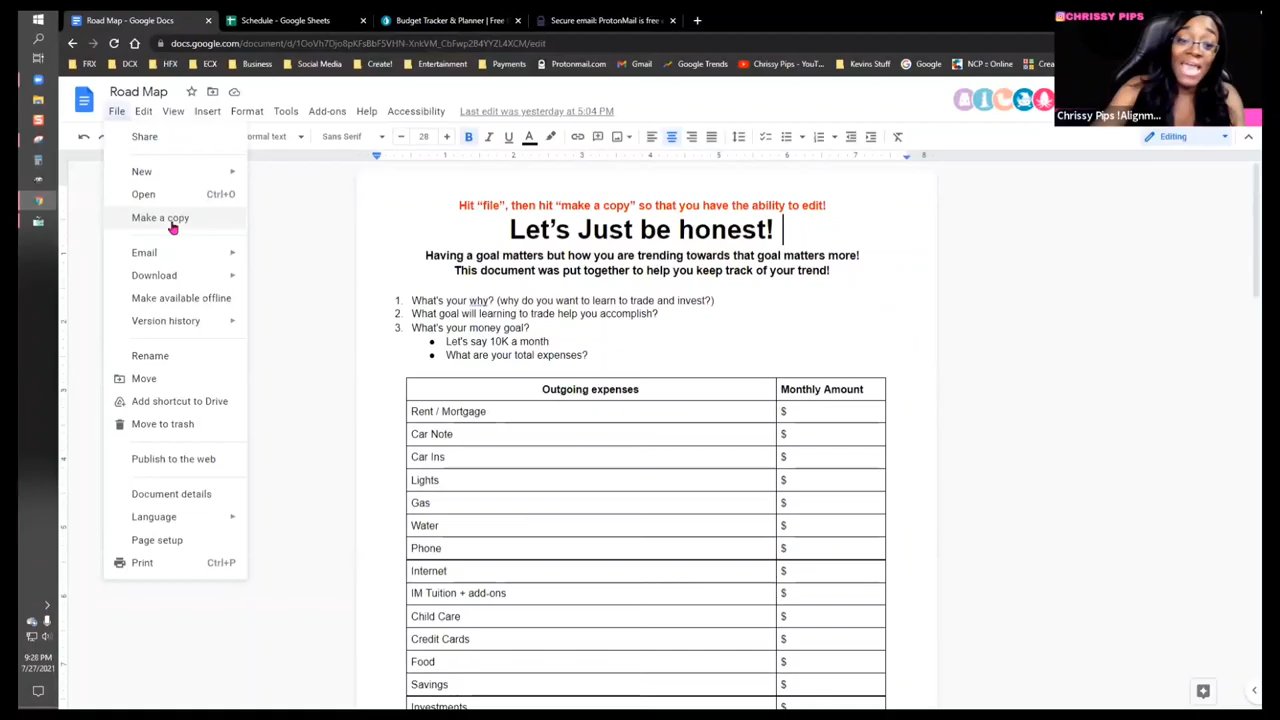 Road Map - Google Docs
Schedule - Google Sheets
Budget Tracker & Planner | Free
Secure email: ProtonMail is free
docs.google.com/document/d/1OoVh7Djo8pKFsBbF5VHN-XnkVM_CbFwp2B4YYZL4XCM/edit
FRX
DCX
HFX
ECX
Business
Social Media
Create!
Entertainment
Payments
Protonmail.com
Gmail
Google Trends
Chrissy Pips - YouT...
Kevins Stuff
Google
NCP :: Online
Crea
CHRISSY PIPS
Chrissy Pips !Alignm...
Road Map
File Edit View Insert Format Tools Add-ons Help Accessibility Last edit was yesterday at 5:04 PM
ormal text
Sans Serif
28
B I U A
Editing
1 2 3 4 5 6 7 8
Share
New
Open Ctrl+O
Make a copy
Email
Download
Make available offline
Version history
Rename
Move
Add shortcut to Drive
Move to trash
Publish to the web
Document details
Language
Page setup
Print Ctrl+P
Hit “file”, then hit “make a copy” so that you have the ability to edit!
Let’s Just be honest!
Having a goal matters but how you are trending towards that goal matters more!
This document was put together to help you keep track of your trend!
1. What's your why? (why do you want to learn to trade and invest?)
2. What goal will learning to trade help you accomplish?
3. What's your money goal?
● Let's say 10K a month
● What are your total expenses?
Outgoing expenses Monthly Amount
Rent / Mortgage $
Car Note $
Car Ins $
Lights $
Gas $
Water $
Phone $
Internet $
IM Tuition + add-ons $
Child Care $
Credit Cards $
Food $
Savings $
Investments $
9:28 PM
7/27/2021